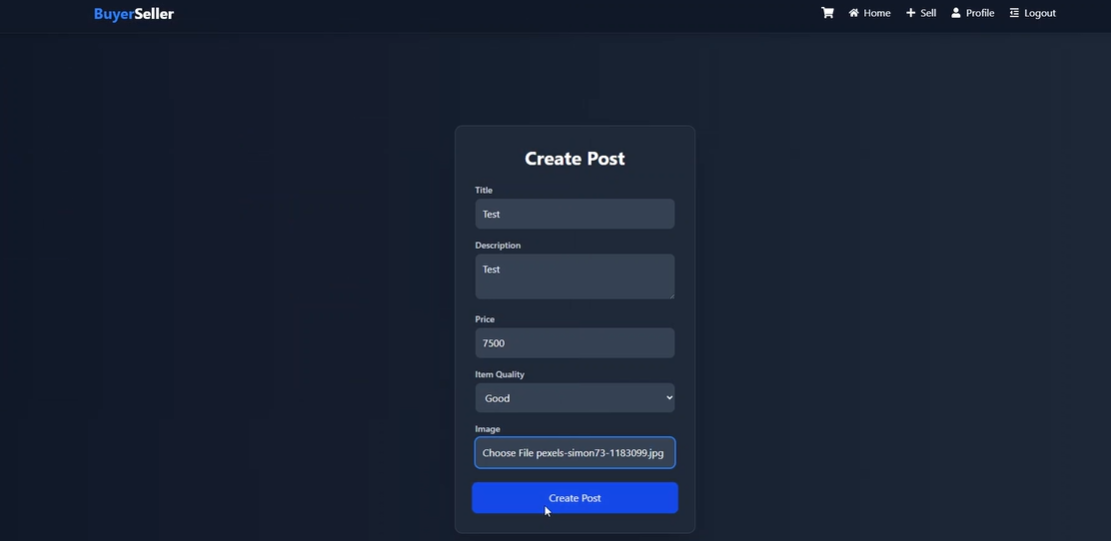 BuyerSeller
Home Sell Profile Logout
Create Post
Title
Test
Description
Test
Price
7500
Item Quality
Good
Image
Choose File pexels-simon73-1183099.jpg
Create Post